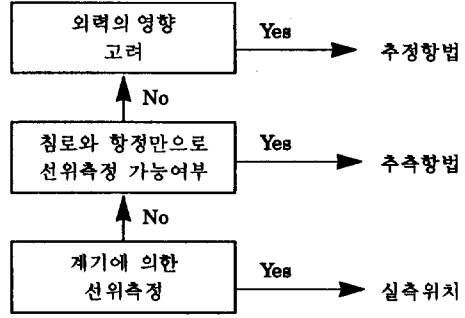 외력의 영향
고려
Yes
추정항법
No
침로와 항정만으로
선위측정 가능여부
Yes
추측항법
No
계기에 의한
선위측정
Yes
실측위치